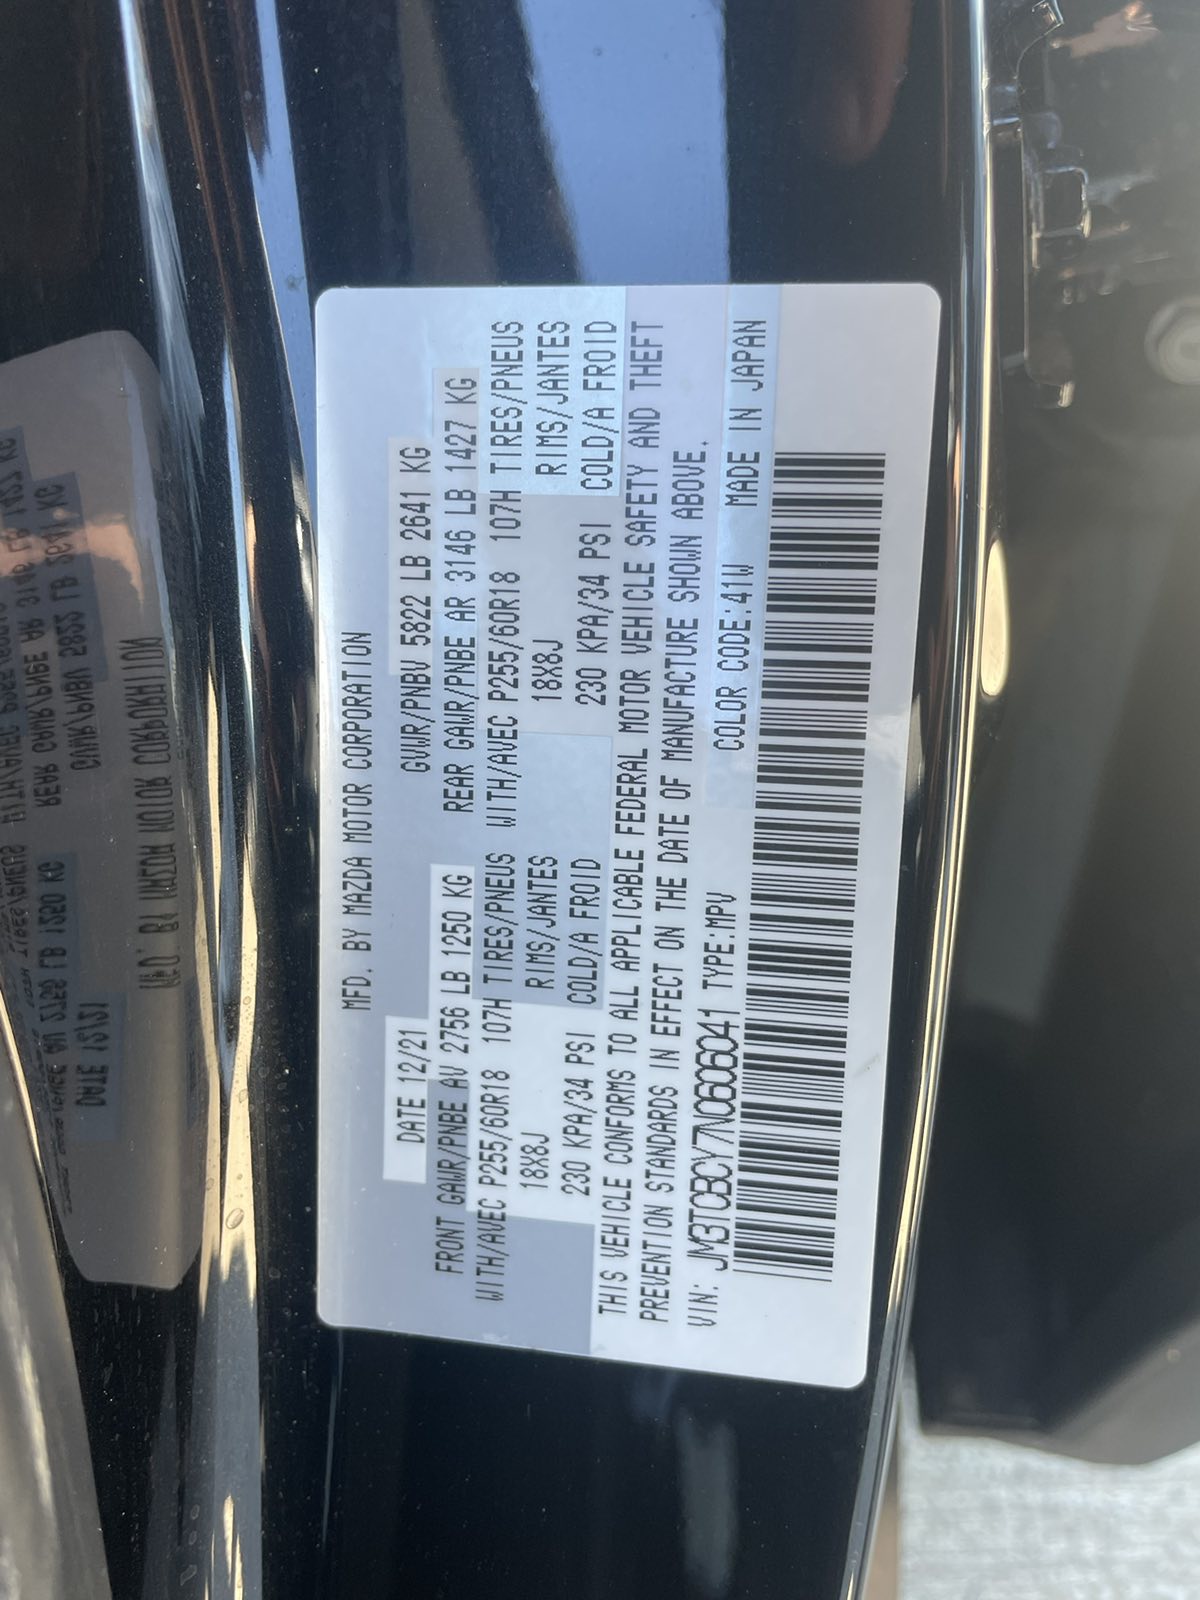 MFD. BY MAZDA MOTOR CORPORATION
DATE 12/21 GVWR/PNBV 5822 LB 2641 KG
FRONT GAWR/PNBE AV 2756 LB 1250 KG REAR GAWR/PNBE AR 3146 LB 1427 KG
WITH/AVEC P255/60R18 107H TIRES/PNEUS WITH/AVEC P255/60R18 107H TIRES/PNEUS
18X8J RIMS/JANTES 18X8J RIMS/JANTES
230 KPA/34 PSI COLD/A FROID 230 KPA/34 PSI COLD/A FROID
THIS VEHICLE CONFORMS TO ALL APPLICABLE FEDERAL MOTOR VEHICLE SAFETY AND THEFT
PREVENTION STANDARDS IN EFFECT ON THE DATE OF MANUFACTURE SHOWN ABOVE.
VIN: JM3TCBCY7N0606041 TYPE:MPV COLOR CODE:41W MADE IN JAPAN